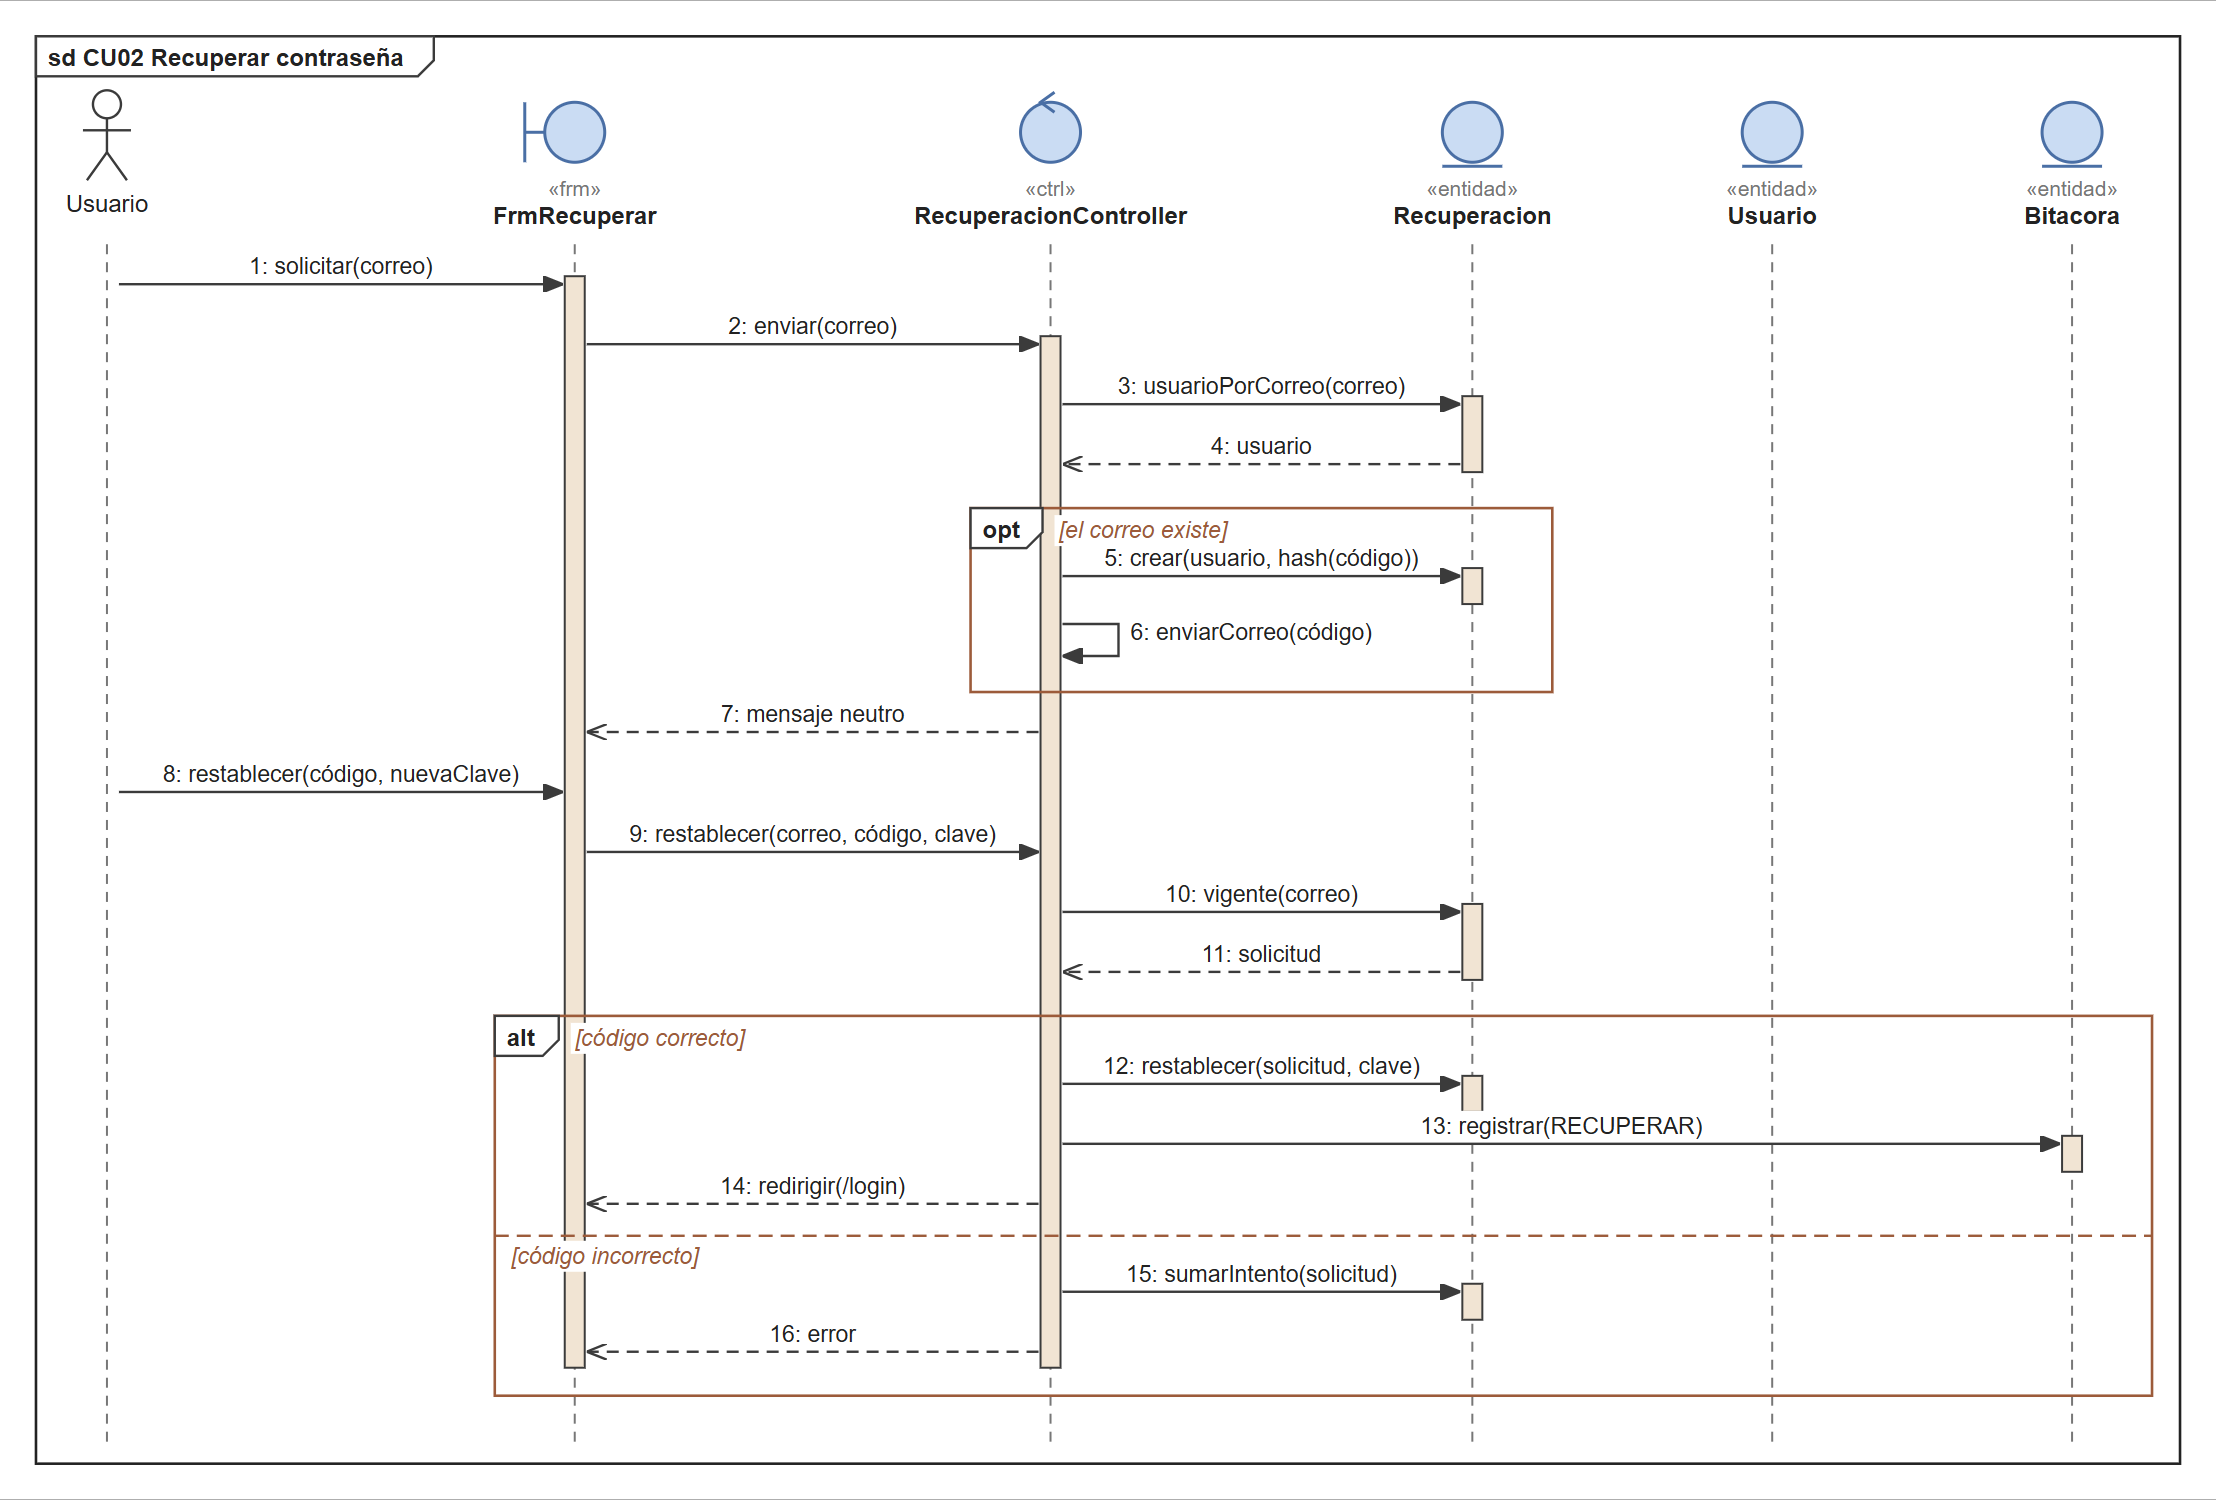 sd CU02 Recuperar contraseña
Usuario
«frm»
FrmRecuperar
«ctrl»
RecuperacionController
«entidad»
Recuperacion
«entidad»
Usuario
«entidad»
Bitacora
1: solicitar(correo)
2: enviar(correo)
3: usuarioPorCorreo(correo)
4: usuario
opt
[el correo existe]
5: crear(usuario, hash(código))
6: enviarCorreo(código)
7: mensaje neutro
8: restablecer(código, nuevaClave)
9: restablecer(correo, código, clave)
10: vigente(correo)
11: solicitud
alt
[código correcto]
12: restablecer(solicitud, clave)
13: registrar(RECUPERAR)
14: redirigir(/login)
[código incorrecto]
15: sumarIntento(solicitud)
16: error